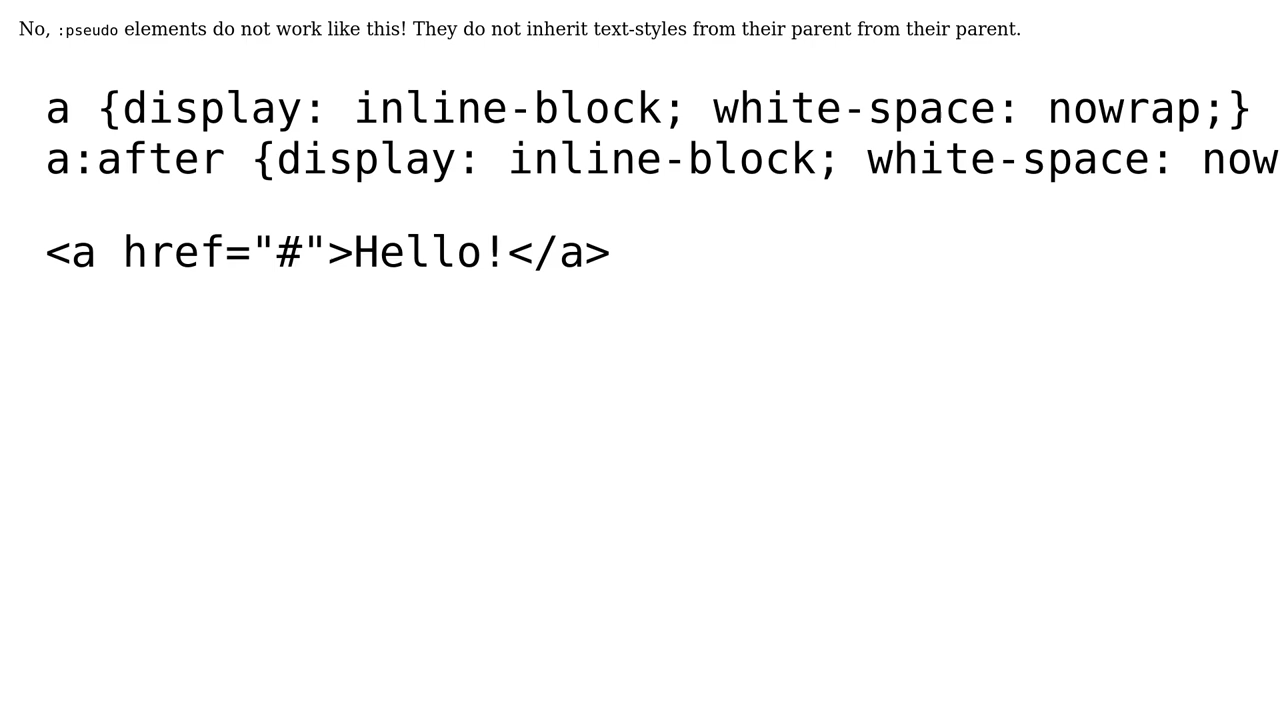 No, :pseudo elements do not work like this! They do not inherit text-styles from their parent from their parent.
a {display: inline-block; white-space: nowrap;}
a:after {display: inline-block; white-space: now
<a href="#">Hello!</a>